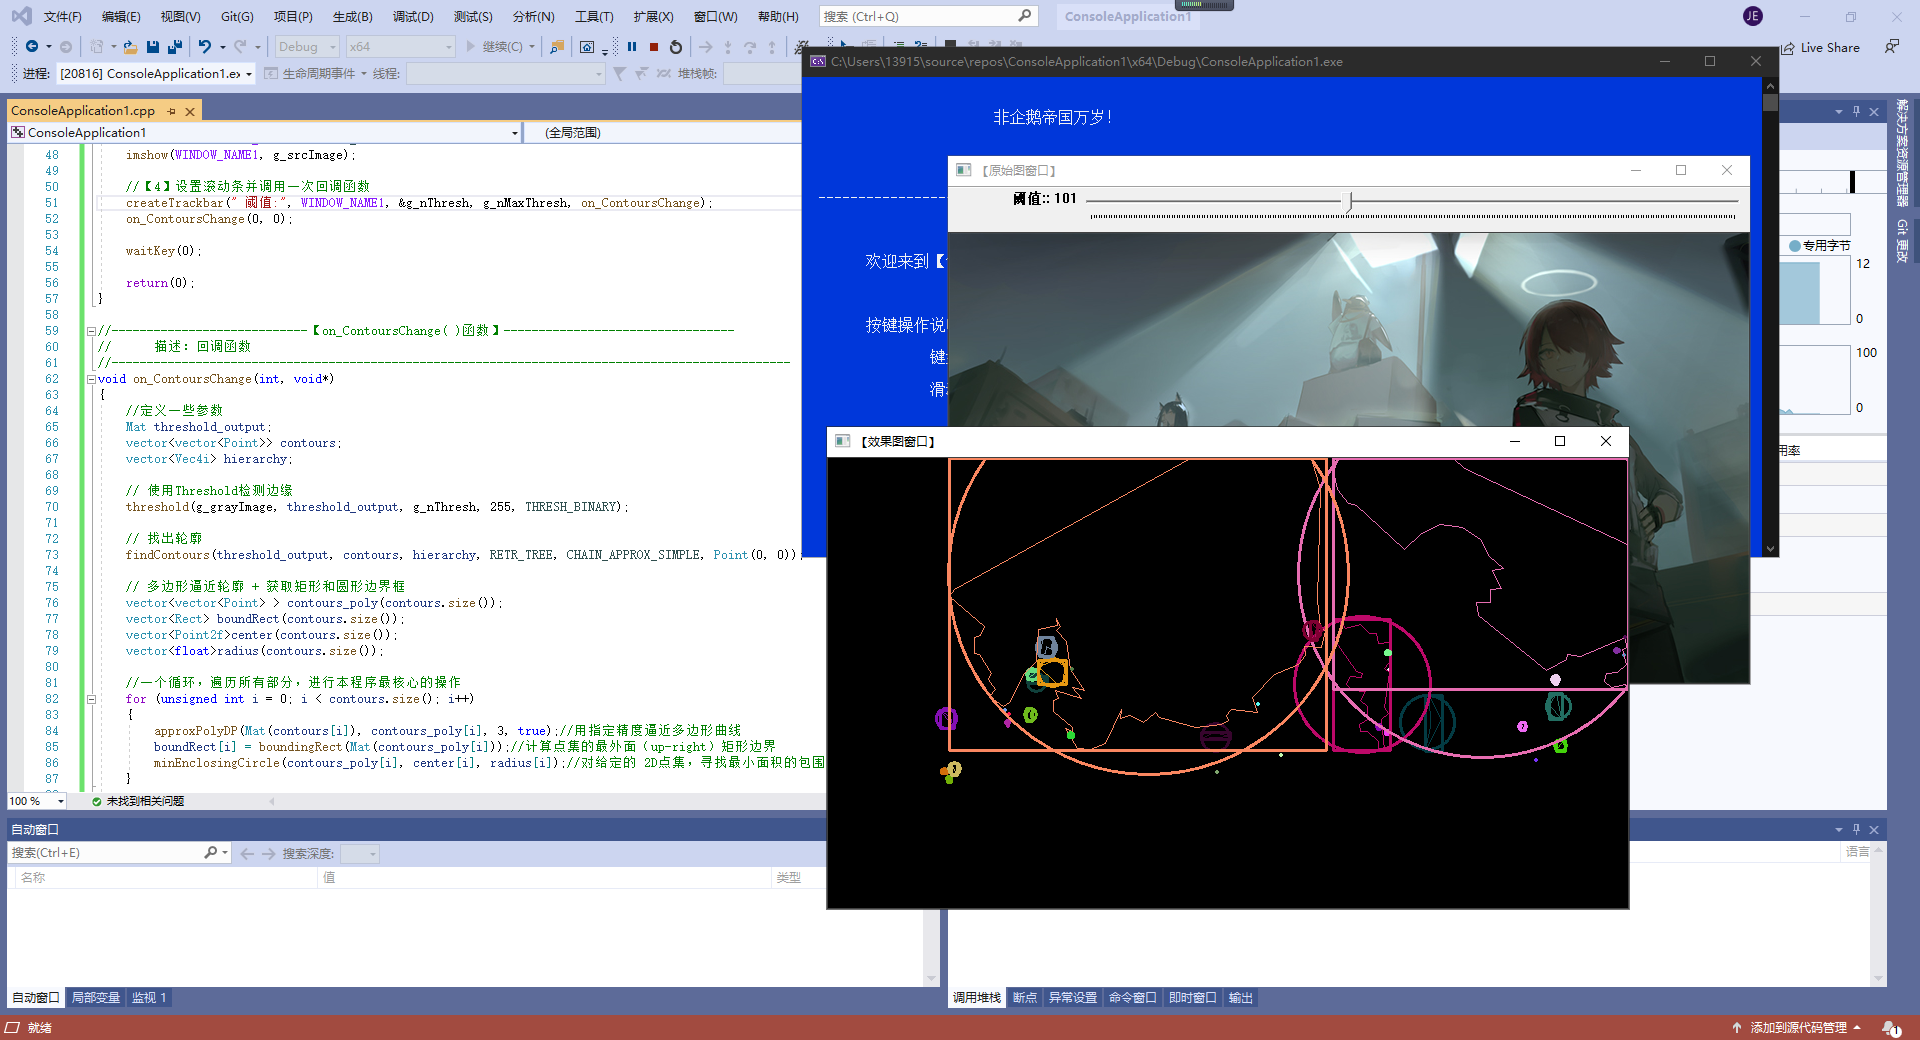 文件(F) 编辑(E) 视图(V) Git(G) 项目(P) 生成(B) 调试(D) 测试(S) 分析(N) 工具(T) 扩展(X) 窗口(W) 帮助(H) 搜索 (Ctrl+Q) ConsoleApplication1 JE
Debug x64 继续(C) Live Share
进程: [20816] ConsoleApplication1.ex 生命周期事件 线程: 堆栈帧:
C:\Users\13915\source\repos\ConsoleApplication1\x64\Debug\ConsoleApplication1.exe
非企鹅帝国万岁!
欢迎来到【
按键操作说
键
滑
【原始图窗口】
阈值:: 101
【效果图窗口】
ConsoleApplication1.cpp
ConsoleApplication1 (全局范围)
48 imshow(WINDOW_NAME1, g_srcImage);
49
50 //【4】设置滚动条并调用一次回调函数
51 createTrackbar(" 阈值:", WINDOW_NAME1, &g_nThresh, g_nMaxThresh, on_ContoursChange);
52 on_ContoursChange(0, 0);
53
54 waitKey(0);
55
56 return(0);
57 }
58
59 //----------------------------【on_ContoursChange( )函数】---------------------------------
60 // 描述: 回调函数
61 //-------------------------------------------------------------------------------------------------
62 void on_ContoursChange(int, void*)
63 {
64 //定义一些参数
65 Mat threshold_output;
66 vector<vector<Point>> contours;
67 vector<Vec4i> hierarchy;
68
69 // 使用Threshold检测边缘
70 threshold(g_grayImage, threshold_output, g_nThresh, 255, THRESH_BINARY);
71
72 // 找出轮廓
73 findContours(threshold_output, contours, hierarchy, RETR_TREE, CHAIN_APPROX_SIMPLE, Point(0, 0));
74
75 // 多边形逼近轮廓 + 获取矩形和圆形边界框
76 vector<vector<Point> > contours_poly(contours.size());
77 vector<Rect> boundRect(contours.size());
78 vector<Point2f>center(contours.size());
79 vector<float>radius(contours.size());
80
81 //一个循环，遍历所有部分，进行本程序最核心的操作
82 for (unsigned int i = 0; i < contours.size(); i++)
83 {
84 approxPolyDP(Mat(contours[i]), contours_poly[i], 3, true);//用指定精度逼近多边形曲线
85 boundRect[i] = boundingRect(Mat(contours_poly[i]));//计算点集的最外面（up-right）矩形边界
86 minEnclosingCircle(contours_poly[i], center[i], radius[i]);//对给定的 2D点集，寻找最小面积的包围
87 }
100 % 未找到相关问题
专用字节
12
0
100
0
用率
解决方案资源管理器
Git 更改
自动窗口
搜索(Ctrl+E) 搜索深度:
名称 值 类型
语言
自动窗口 局部变量 监视 1
调用堆栈 断点 异常设置 命令窗口 即时窗口 输出
就绪 添加到源代码管理 1